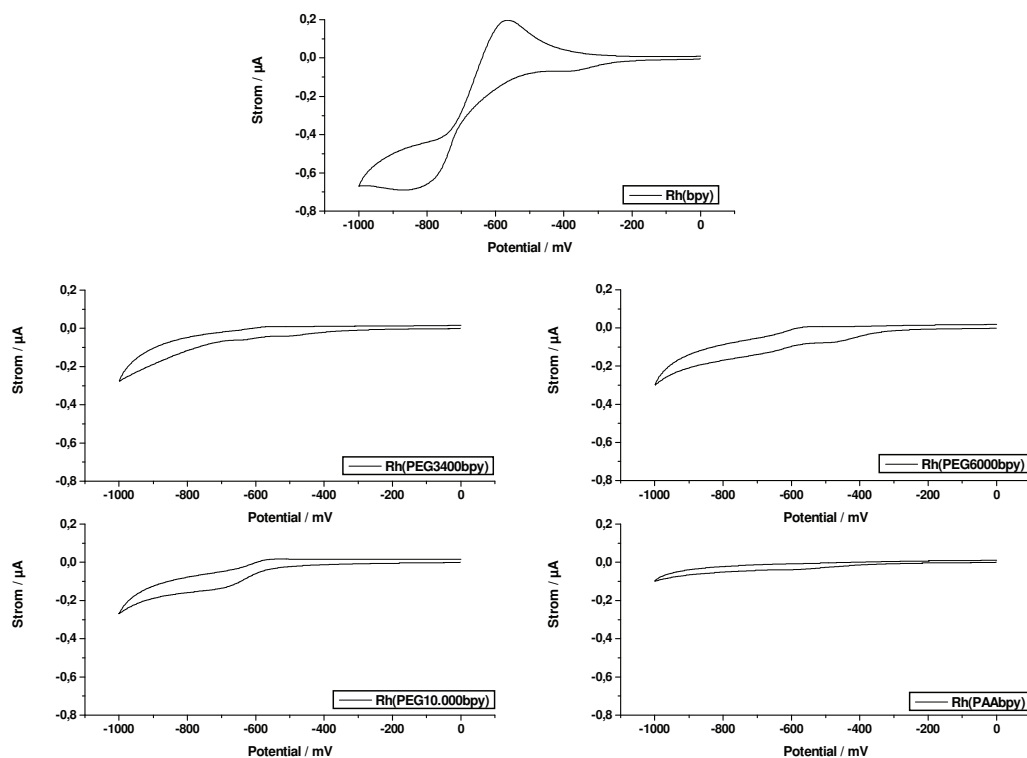 0,2
0,0
-0,2
-0,4
-0,6
-0,8
Strom / µA
-1000 -800 -600 -400 -200 0
Potential / mV
Rh(bpy)
0,2
0,0
-0,2
-0,4
-0,6
-0,8
Strom / µA
-1000 -800 -600 -400 -200 0
Potential / mV
Rh(PEG3400bpy)
0,2
0,0
-0,2
-0,4
-0,6
-0,8
Strom / µA
-1000 -800 -600 -400 -200 0
Potential / mV
Rh(PEG6000bpy)
0,2
0,0
-0,2
-0,4
-0,6
-0,8
Strom / µA
-1000 -800 -600 -400 -200 0
Potential / mV
Rh(PEG10.000bpy)
0,2
0,0
-0,2
-0,4
-0,6
-0,8
Strom / µA
-1000 -800 -600 -400 -200 0
Potential / mV
Rh(PAAbpy)